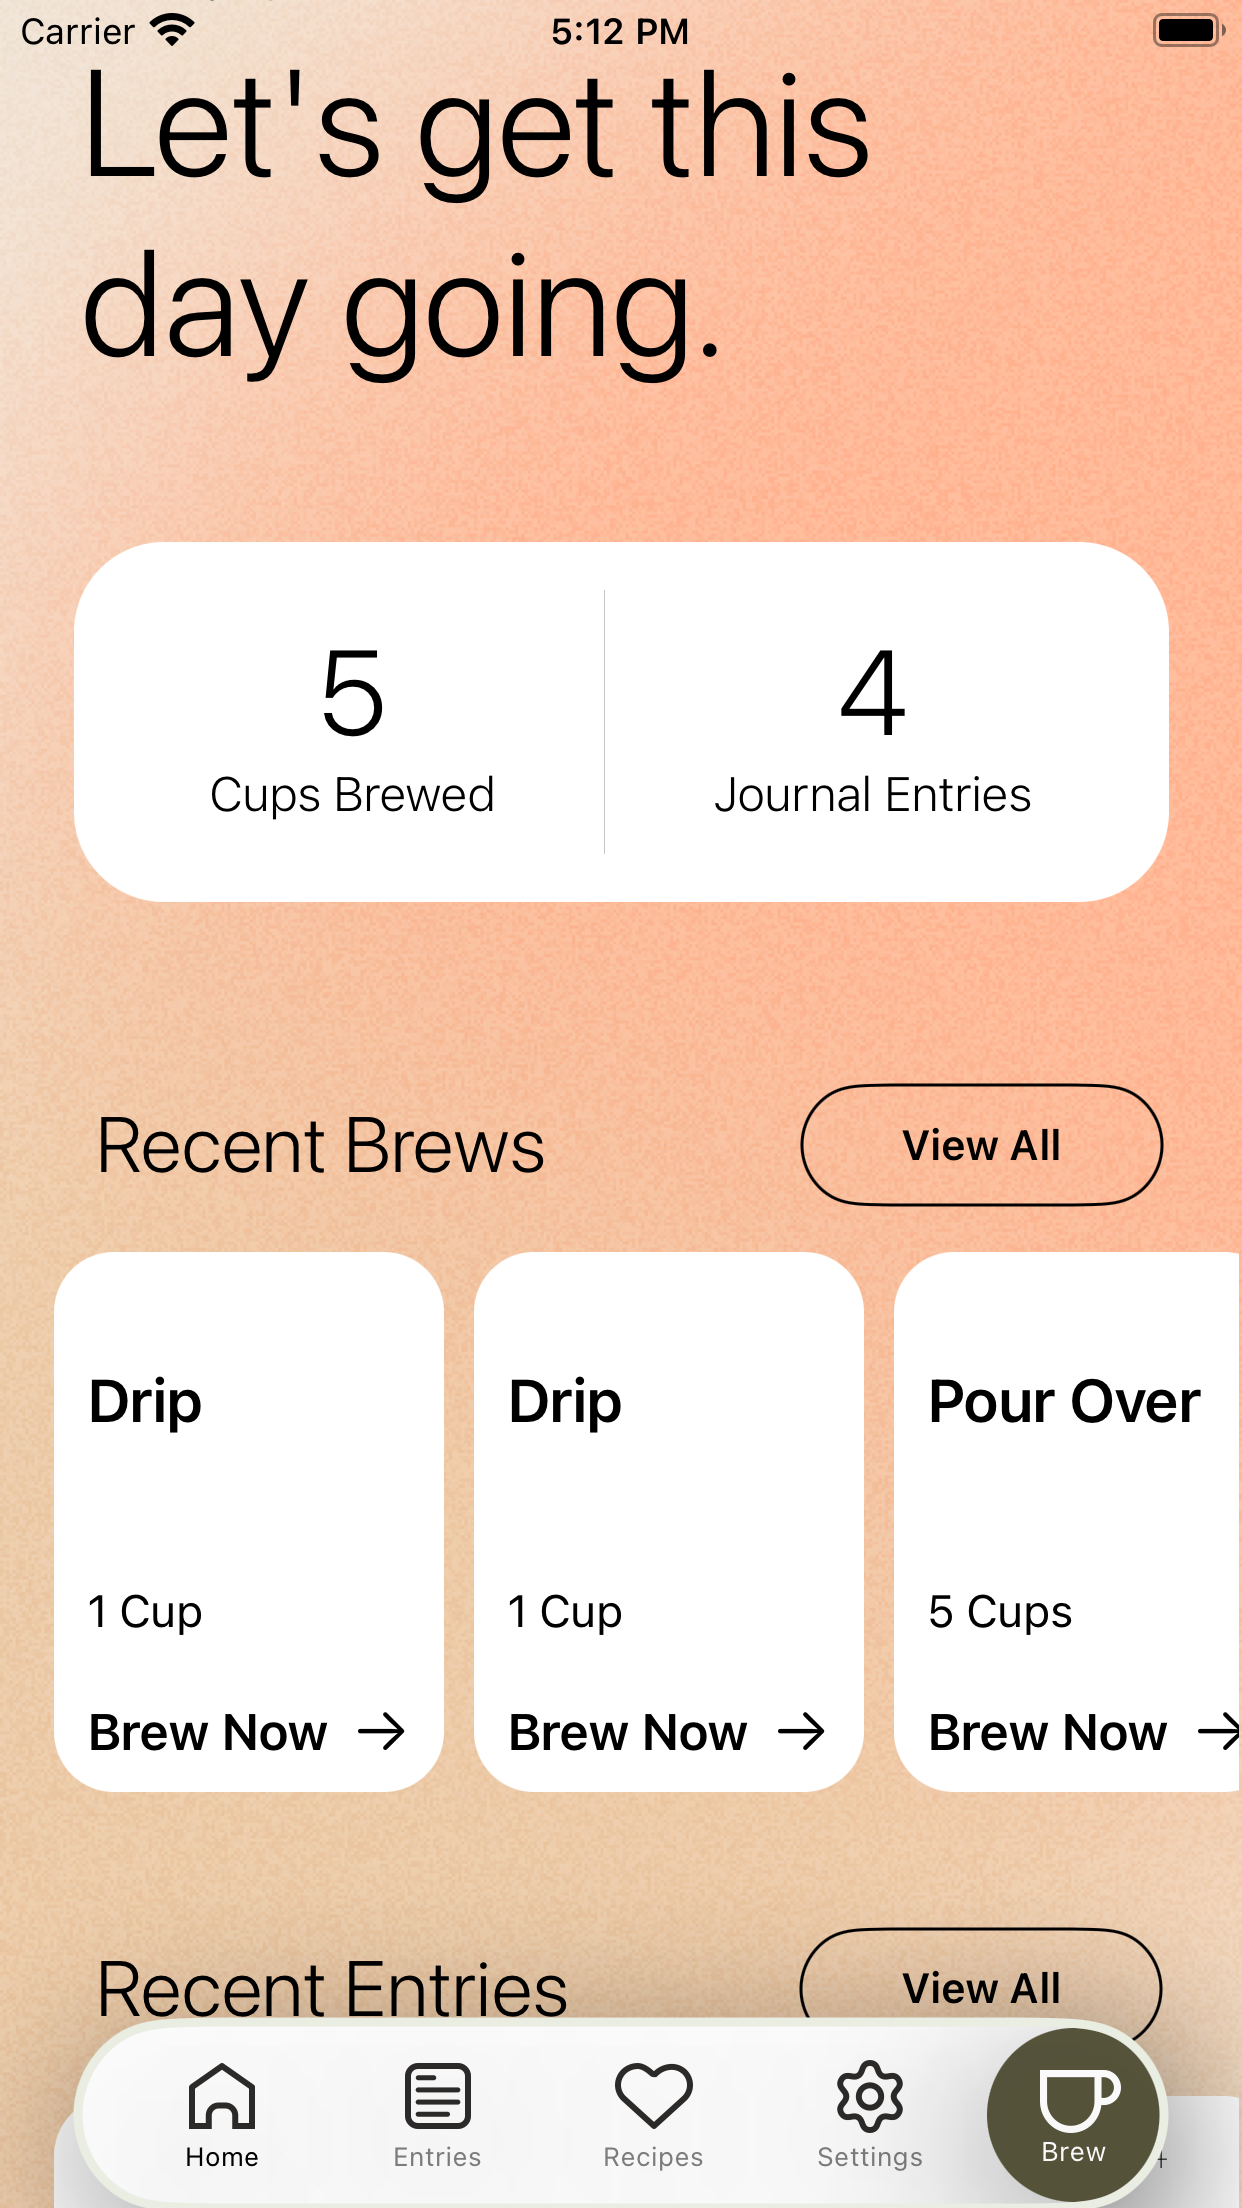 Carrier 5:12 PM
Let's get this
day going.
5 4
Cups Brewed Journal Entries
Recent Brews View All
Drip Drip Pour Over
1 Cup 1 Cup 5 Cups
Brew Now Brew Now Brew Now
Recent Entries View All
Home Entries Recipes Settings Brew